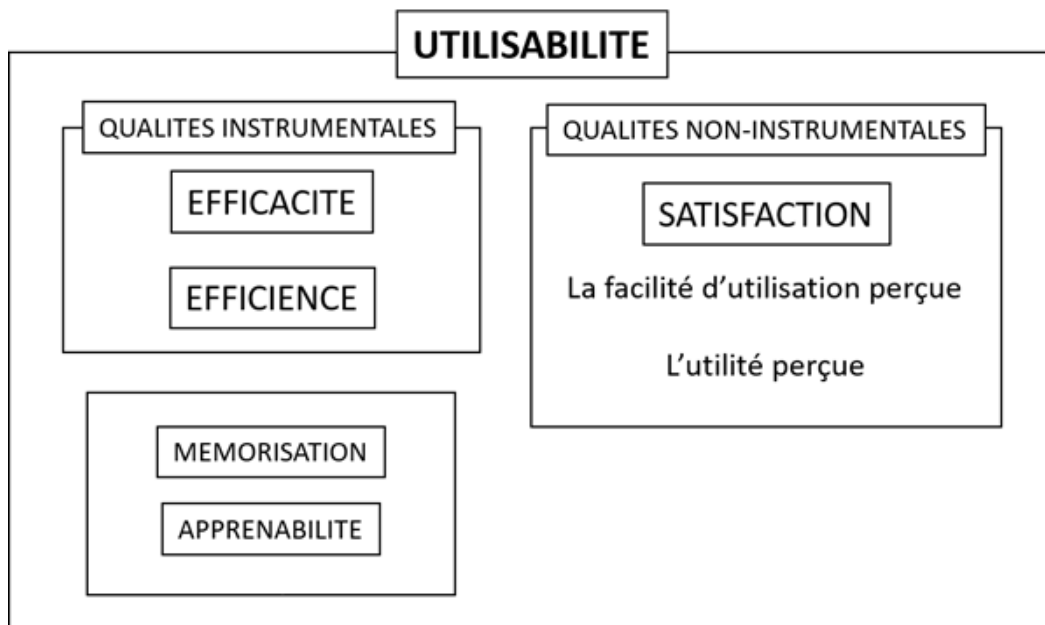 UTILISABILITE
QUALITES INSTRUMENTALES
EFFICACITE
EFFICIENCE
MEMORISATION
APPRENABILITE
QUALITES NON-INSTRUMENTALES
SATISFACTION
La facilité d’utilisation perçue
L’utilité perçue